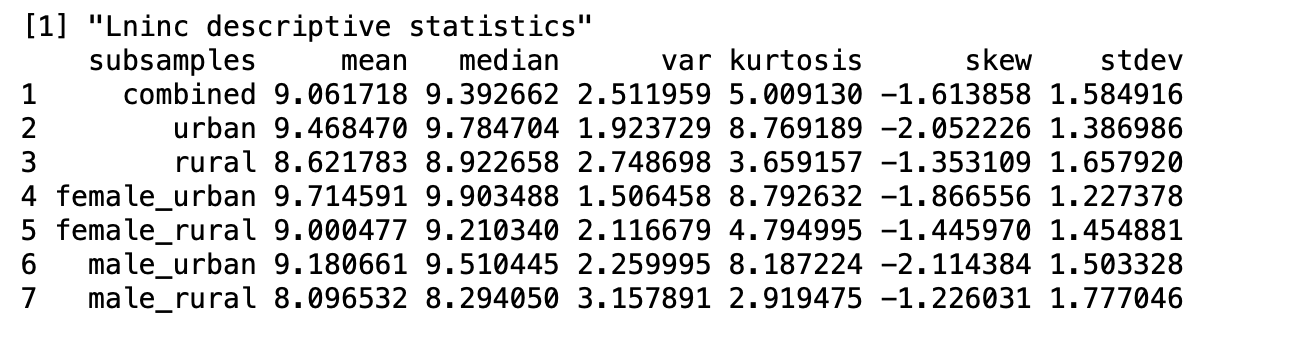 [1] "Lninc descriptive statistics"
subsamples mean median var kurtosis skew stdev
1 combined 9.061718 9.392662 2.511959 5.009130 -1.613858 1.584916
2 urban 9.468470 9.784704 1.923729 8.769189 -2.052226 1.386986
3 rural 8.621783 8.922658 2.748698 3.659157 -1.353109 1.657920
4 female_urban 9.714591 9.903488 1.506458 8.792632 -1.866556 1.227378
5 female_rural 9.000477 9.210340 2.116679 4.794995 -1.445970 1.454881
6 male_urban 9.180661 9.510445 2.259995 8.187224 -2.114384 1.503328
7 male_rural 8.096532 8.294050 3.157891 2.919475 -1.226031 1.777046